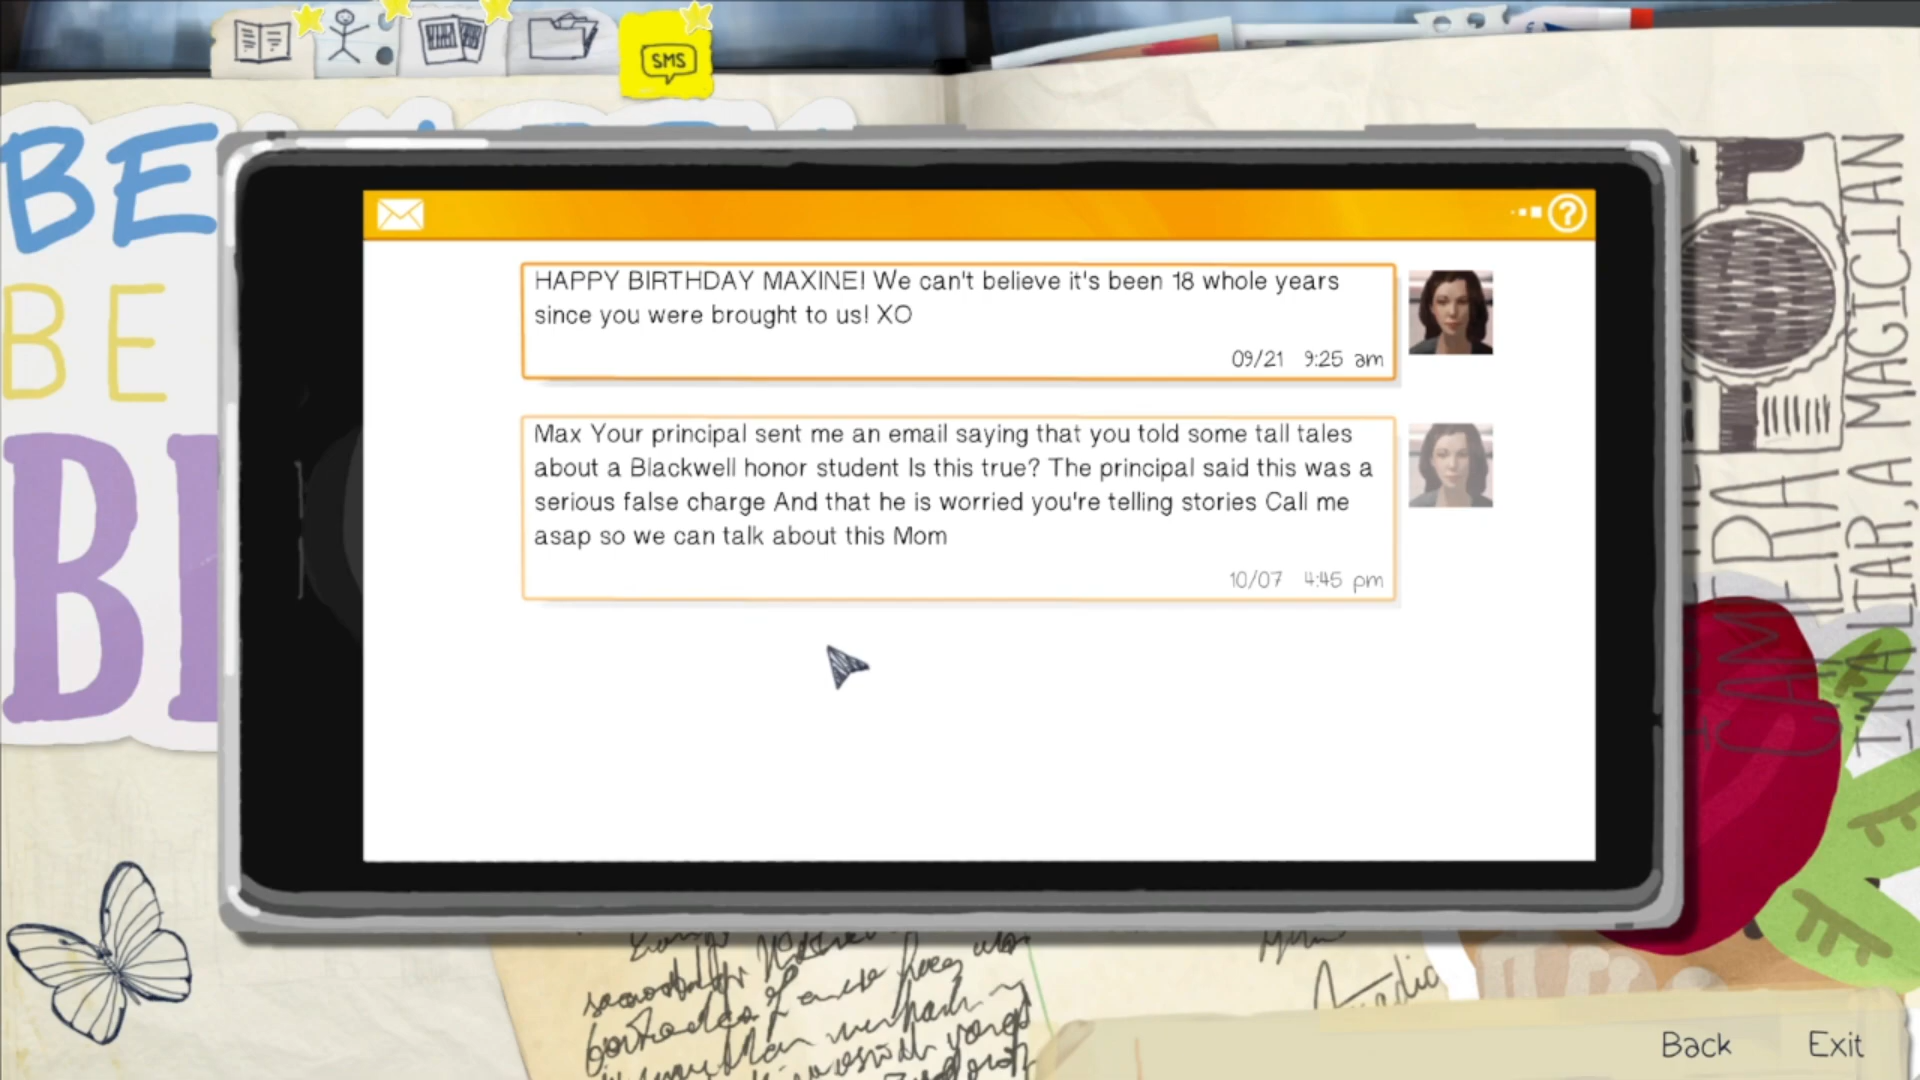 SMS
BE
BE
HAPPY BIRTHDAY MAXINE! We can't believe it's been 18 whole years
since you were brought to us! XO
09/21 9:25 am
Max Your principal sent me an email saying that you told some tall tales
about a Blackwell honor student Is this true? The principal said this was a
serious false charge And that he is worried you're telling stories Call me
asap so we can talk about this Mom
10/07 4:45 pm
CAMERA
I'M A LIAR, A MAGICIAN
Back
Exit